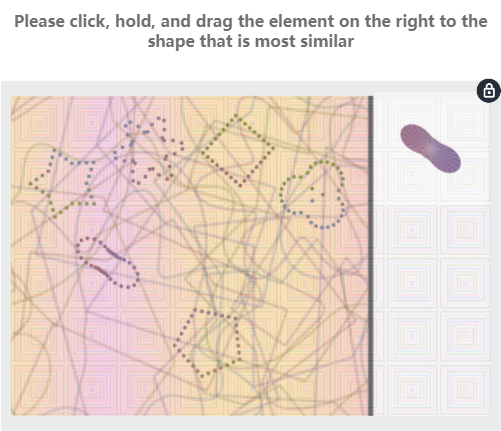 Please click, hold, and drag the element on the right to the
shape that is most similar